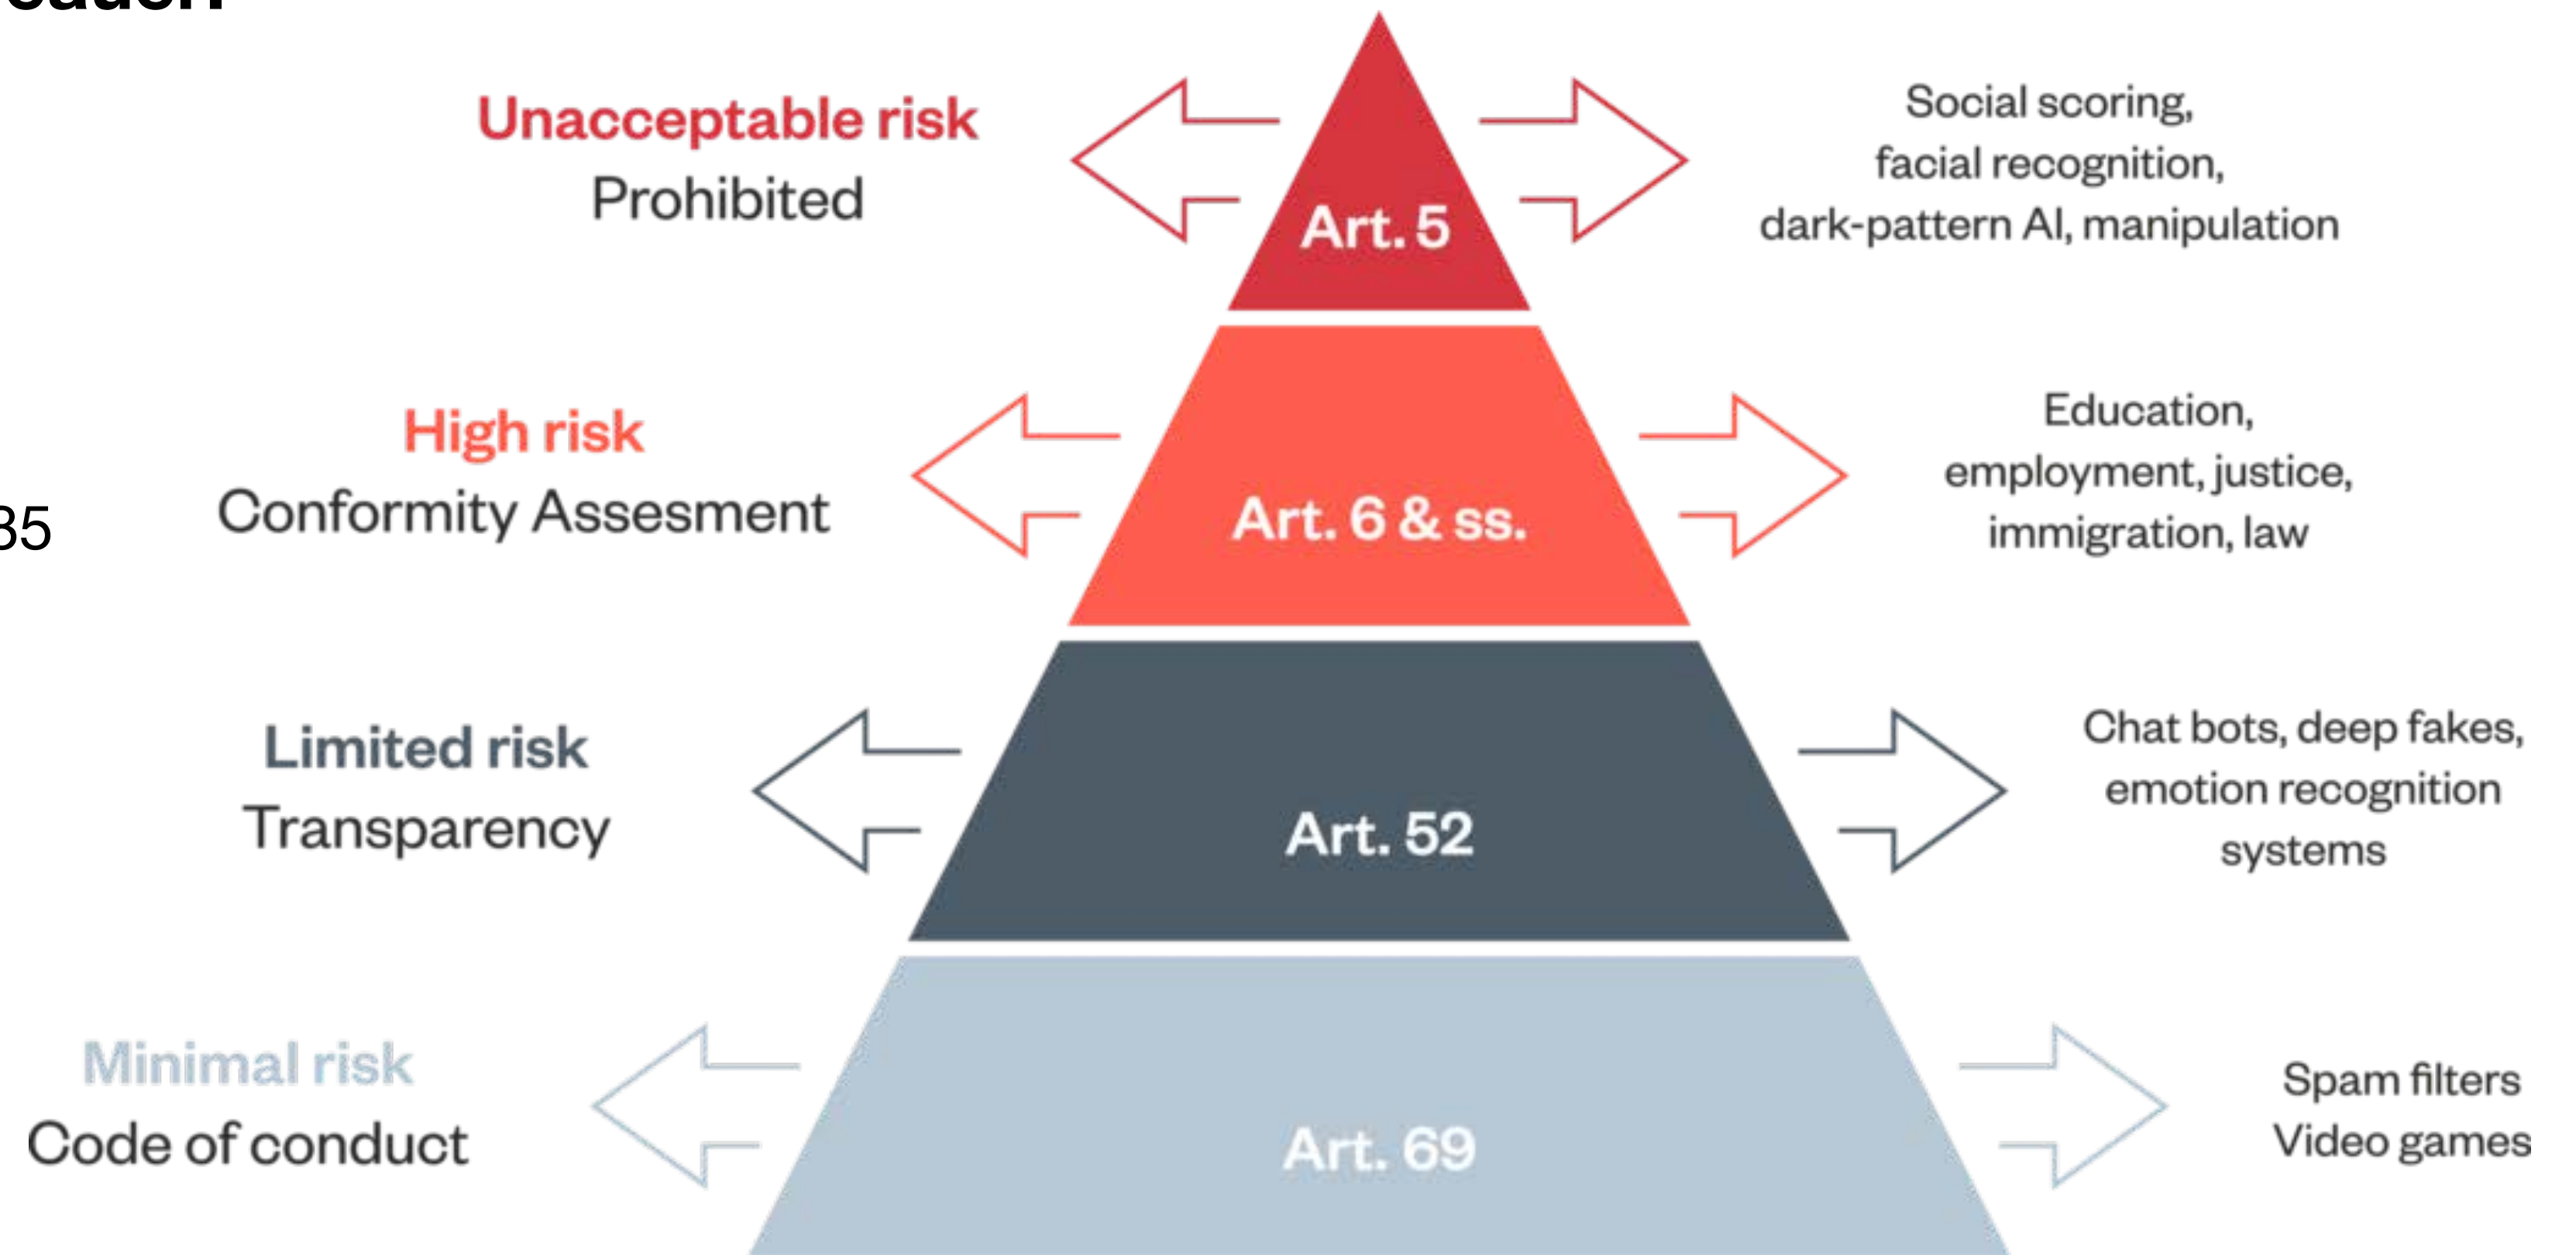 Unacceptable risk
Prohibited
Art. 5
Social scoring,
facial recognition,
dark-pattern AI, manipulation
High risk
Conformity Assesment
Art. 6 & ss.
Education,
employment, justice,
immigration, law
35
Limited risk
Transparency
Art. 52
Chat bots, deep fakes,
emotion recognition
systems
Minimal risk
Code of conduct
Art. 69
Spam filters
Video games